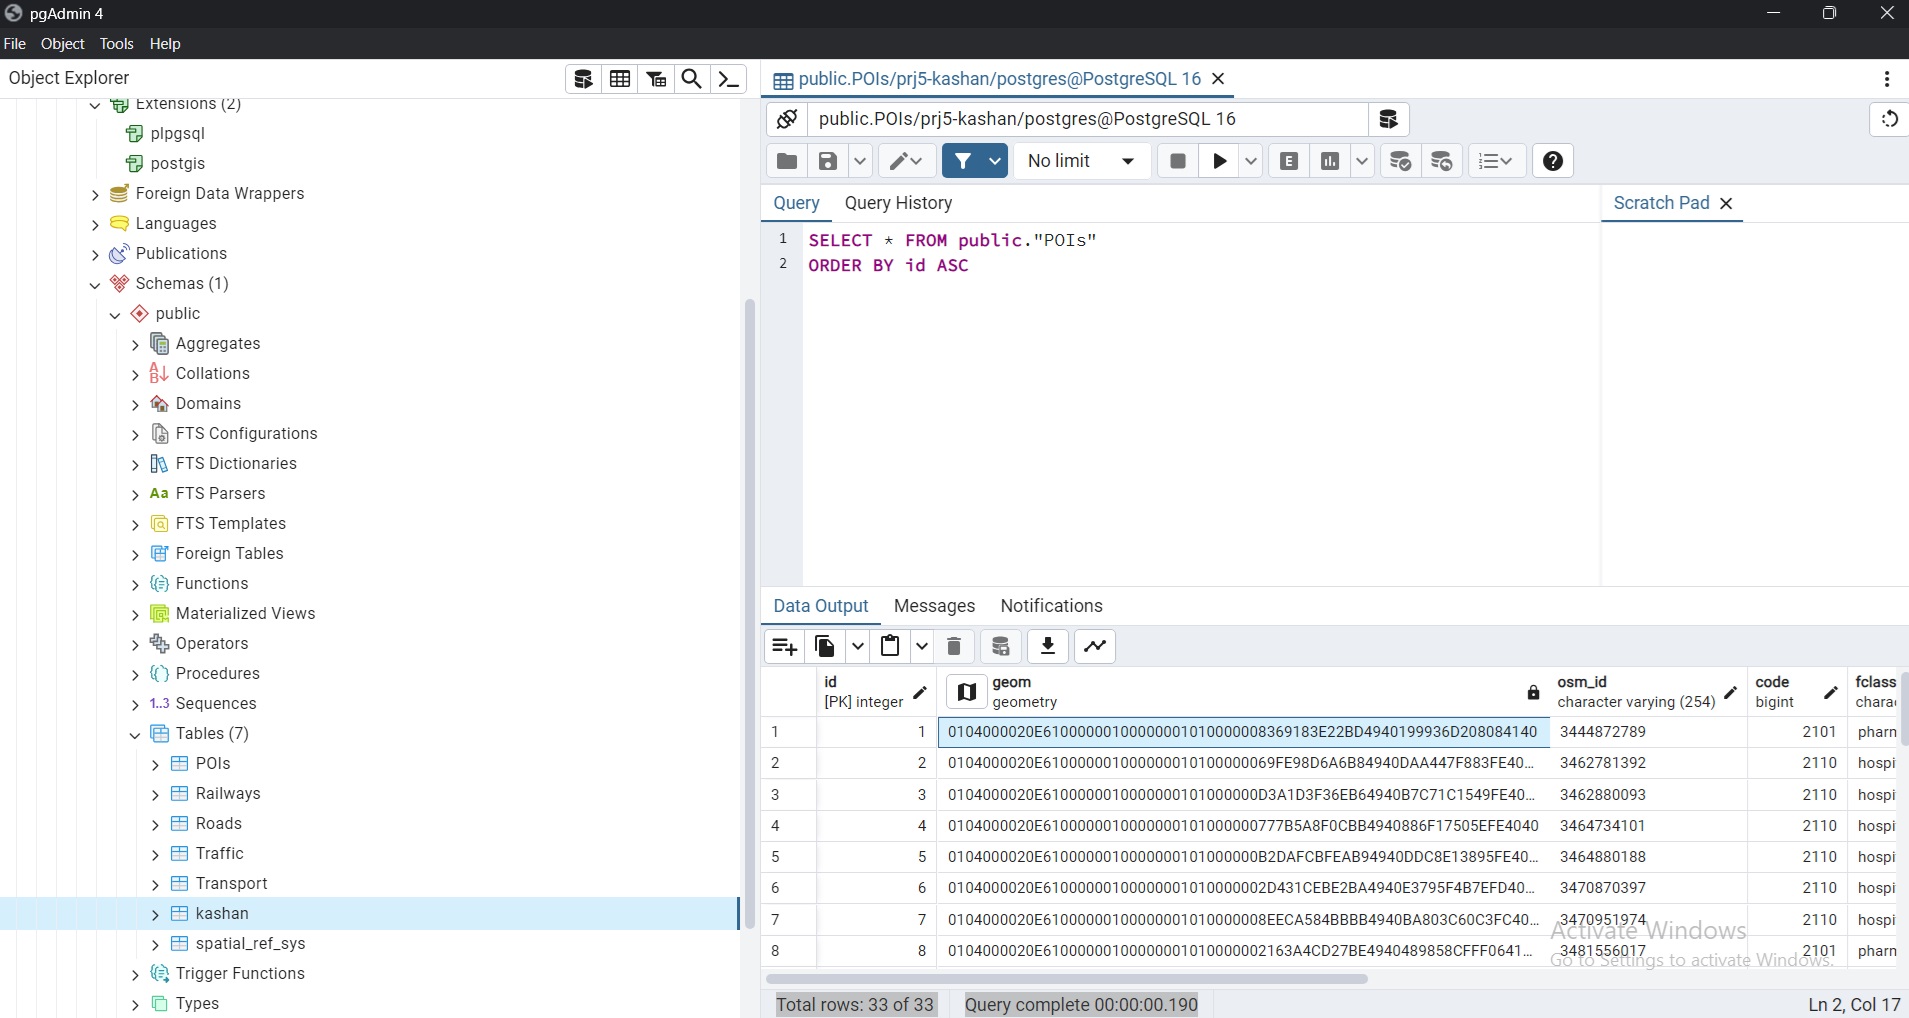 pgAdmin 4
File Object Tools Help
Object Explorer
Extensions (2)
plpgsql
postgis
Foreign Data Wrappers
Languages
Publications
Schemas (1)
public
Aggregates
Collations
Domains
FTS Configurations
FTS Dictionaries
Aa FTS Parsers
FTS Templates
Foreign Tables
Functions
Materialized Views
Operators
Procedures
1..3 Sequences
Tables (7)
POIs
Railways
Roads
Traffic
Transport
kashan
spatial_ref_sys
Trigger Functions
Types
public.POIs/prj5-kashan/postgres@PostgreSQL 16
public.POIs/prj5-kashan/postgres@PostgreSQL 16
No limit
Query Query History
Scratch Pad
1 SELECT * FROM public."POIs"
2 ORDER BY id ASC
Data Output Messages Notifications
id [PK] integer
geom geometry
osm_id character varying (254)
code bigint
fclass chara
1 1 0104000020E61000000100000001010000008369183E22BD4940199936D208084140 3444872789 2101 pharn
2 2 0104000020E610000001000000010100000069FE98D6A6B84940DAA447F883FE40... 3462781392 2110 hospi
3 3 0104000020E6100000010000000101000000D3A1D3F36EB64940B7C71C1549FE40... 3462880093 2110 hospi
4 4 0104000020E6100000010000000101000000777B5A8F0CBB4940886F17505EFE4040 3464734101 2110 hospi
5 5 0104000020E6100000010000000101000000B2DAFCBFEAB94940DDC8E13895FE40... 3464880188 2110 hospi
6 6 0104000020E61000000100000001010000002D431CEBE2BA4940E3795F4B7EFD40... 3470870397 2110 hospi
7 7 0104000020E61000000100000001010000008EECA584BBBB4940BA803C60C3FC40... 3470951974 2110 hospi
8 8 0104000020E61000000100000001010000002163A4CD27BE4940489858CFFF0641... 3481556017 2101 pharn
Activate Windows
Go to Settings to activate Windows.
Total rows: 33 of 33 Query complete 00:00:00.190
Ln 2, Col 17